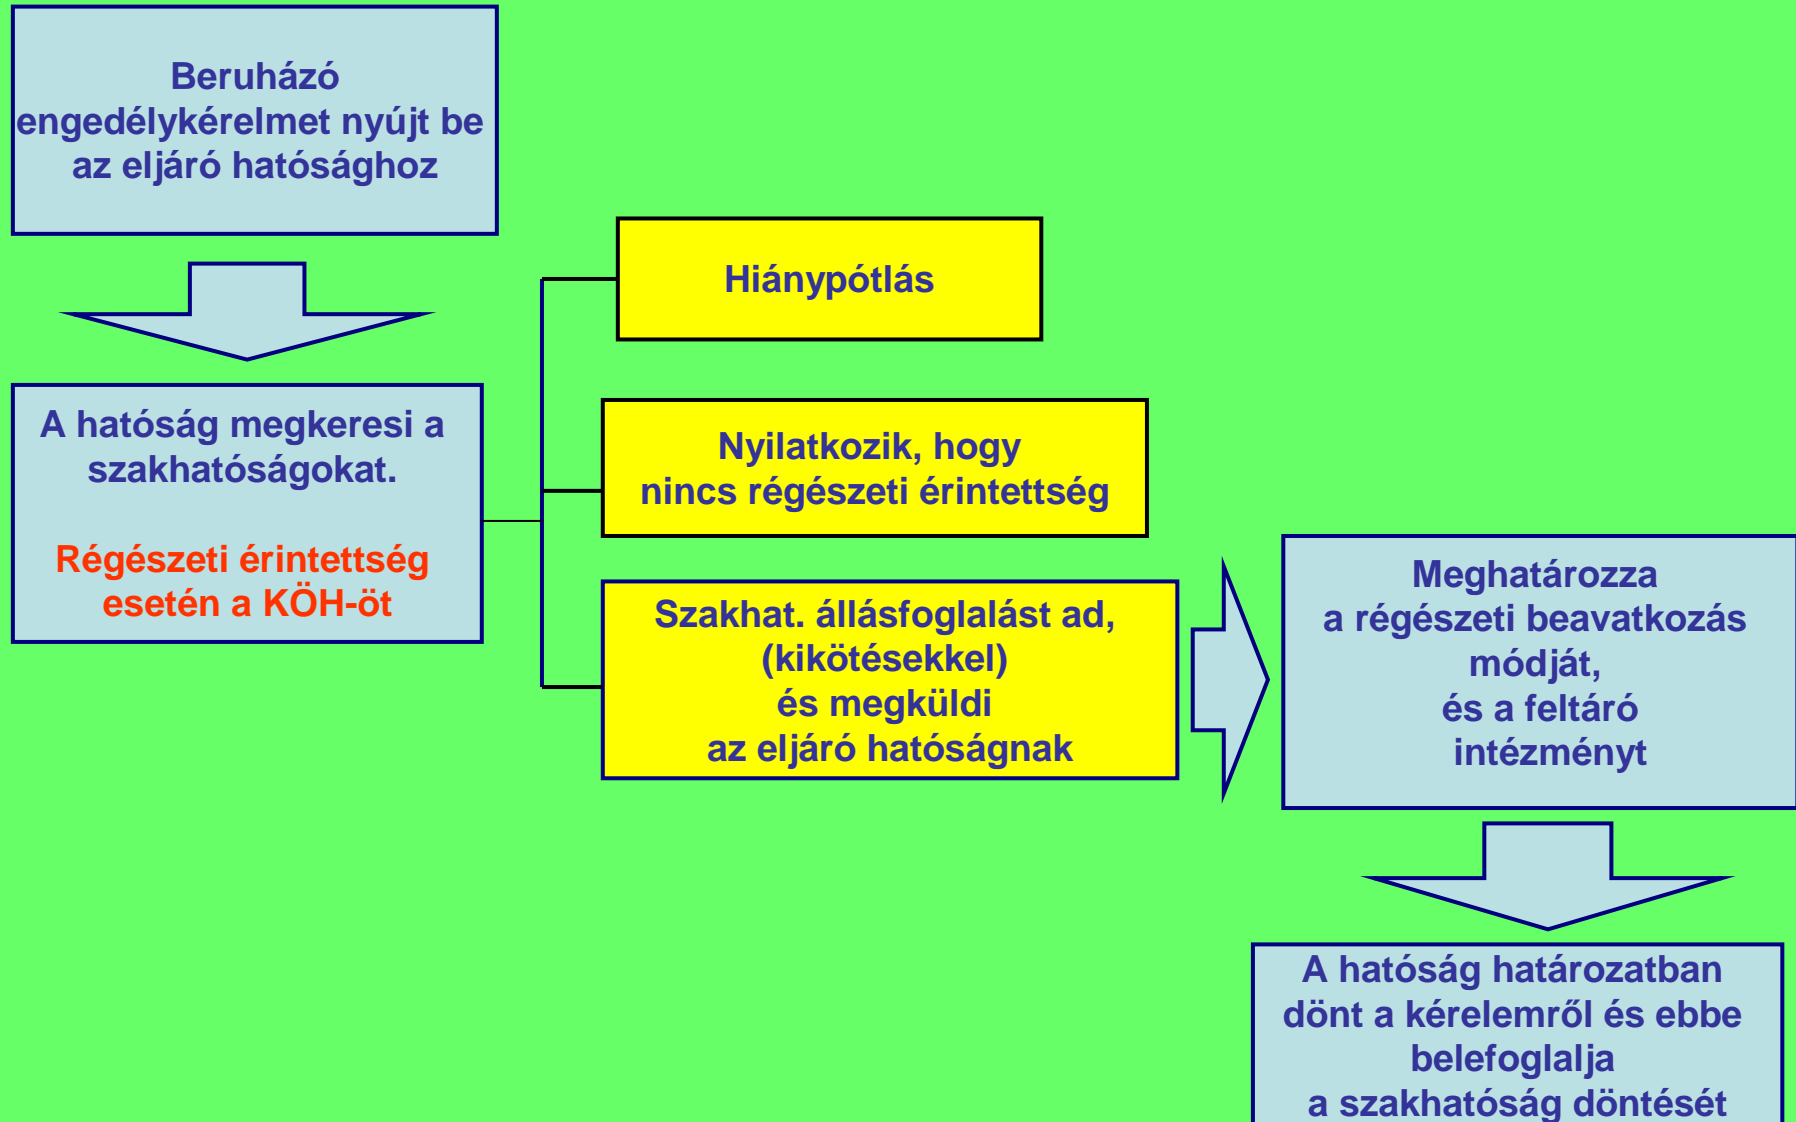 Beruházó
engedélykérelmet nyújt be
az eljáró hatósághoz
A hatóság megkeresi a
szakhatóságokat.
Régészeti érintettség
esetén a KÖH-öt
Hiánypótlás
Nyilatkozik, hogy
nincs régészeti érintettség
Szakhat. állásfoglalást ad,
(kikötésekkel)
és megküldi
az eljáró hatóságnak
Meghatározza
a régészeti beavatkozás
módját,
és a feltáró
intézményt
A hatóság határozatban
dönt a kérelemről és ebbe
belefoglalja
a szakhatóság döntését